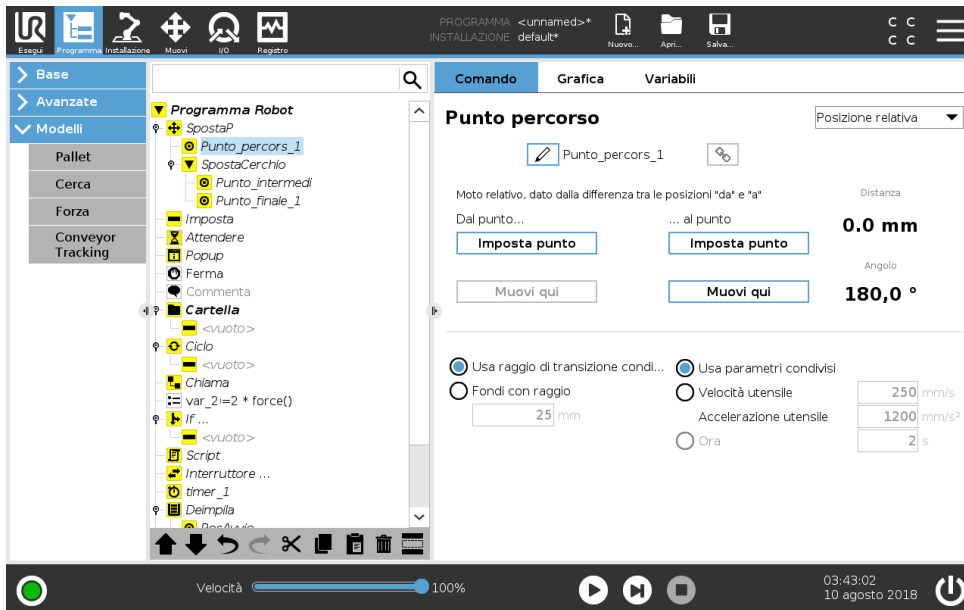 PROGRAMMA <unnamed>*
INSTALLAZIONE default*
UR
Esegui
Programma
Installazione
Muovi
I/O
Registro
Nuovo...
Apri...
Salva...
C C
C C
Base
Avanzate
Modelli
Pallet
Cerca
Forza
Conveyor
Tracking
Programma Robot
SpostaP
Punto_percors_1
SpostaCerchio
Punto_intermedi
Punto_finale_1
Imposta
Attendere
Popup
Ferma
Commenta
Cartella
<vuoto>
Ciclo
<vuoto>
Chiama
var_2:=2 * force()
If ...
<vuoto>
Script
Interruttore ...
timer_1
Deimpila
PosAvvio
Comando Grafica Variabili
Punto percorso
Posizione relativa
Punto_percors_1
Moto relativo, dato dalla differenza tra le posizioni "da" e "a"
Distanza
Dal punto... ... al punto
0.0 mm
Imposta punto Imposta punto
Angolo
Muovi qui Muovi qui
180,0 °
Usa raggio di transizione condi...
Fondi con raggio
25 mm
Usa parametri condivisi
Velocità utensile 250 mm/s
Accelerazione utensile 1200 mm/s²
Ora 2 s
Velocità 100%
03:43:02
10 agosto 2018